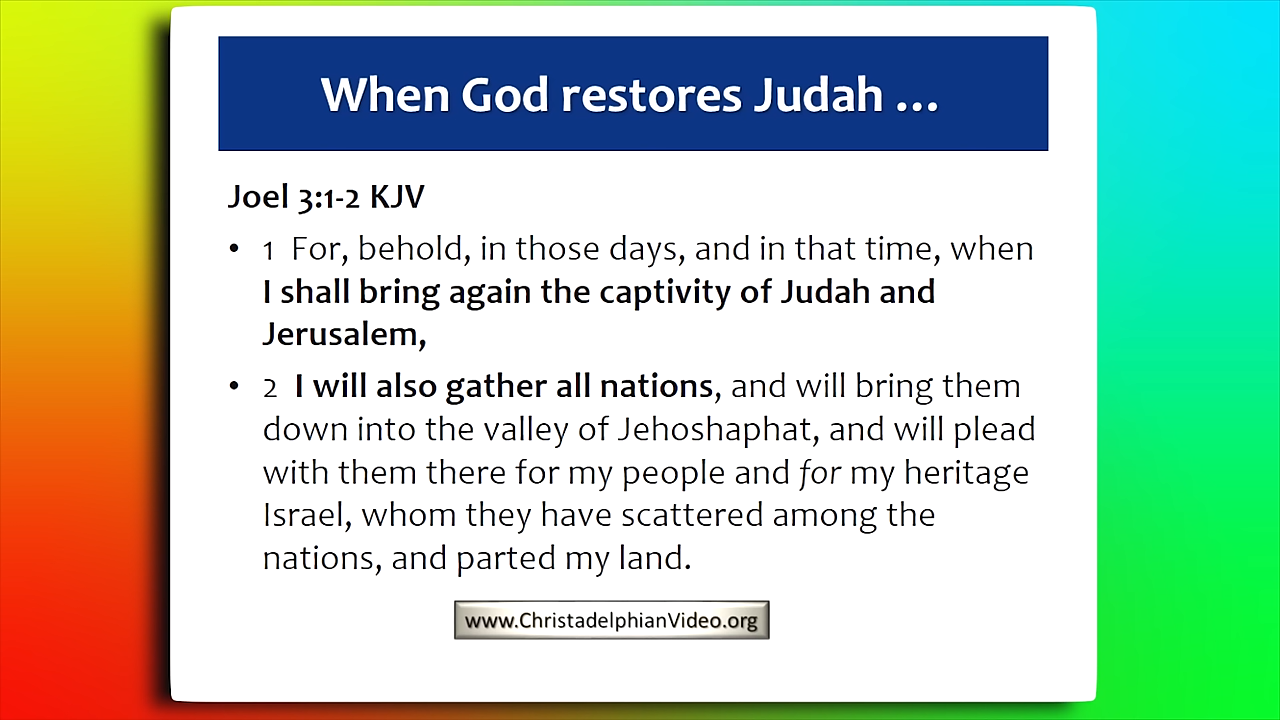 When God restores Judah ...
Joel 3:1-2 KJV
• 1 For, behold, in those days, and in that time, when
I shall bring again the captivity of Judah and
Jerusalem,
• 2 I will also gather all nations, and will bring them
down into the valley of Jehoshaphat, and will plead
with them there for my people and for my heritage
Israel, whom they have scattered among the
nations, and parted my land.
www.ChristadelphianVideo.org